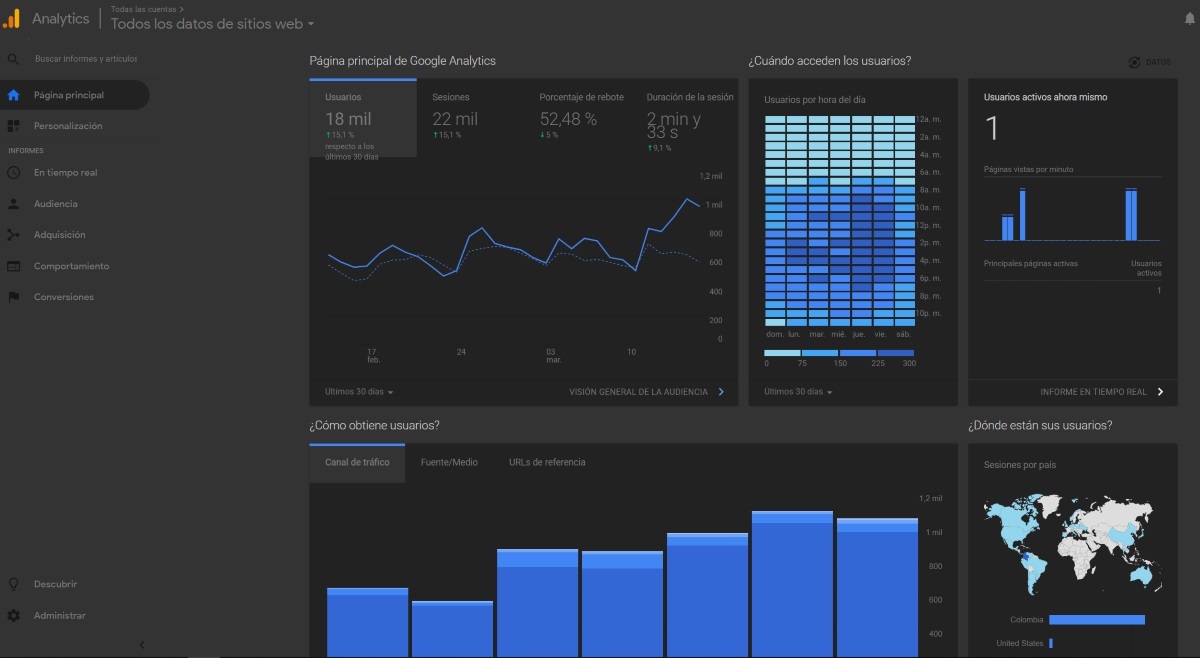 Analytics
Todas las cuentas >
Todos los datos de sitios web
Buscar informes y artículos
Página principal
Personalización
INFORMES
En tiempo real
Audiencia
Adquisición
Comportamiento
Conversiones
Descubrir
Administrar
Página principal de Google Analytics
Usuarios
18 mil
↑15,1 %
respecto a los
últimos 30 días
Sesiones
22 mil
↑15,1 %
Porcentaje de rebote
52,48 %
↓5 %
Duración de la sesión
2 min y
33 s
↑9,1 %
1,2 mil
1 mil
800
600
400
200
0
17
feb.
24
03
mar.
10
Últimos 30 días
VISIÓN GENERAL DE LA AUDIENCIA
¿Cuándo acceden los usuarios?
Usuarios por hora del día
12a. m.
2a. m.
4a. m.
6a. m.
8a. m.
10a. m.
12p. m.
2p. m.
4p. m.
6p. m.
8p. m.
10p. m.
dom. lun. mar. mié. jue. vie. sáb.
0 75 150 225 300
Últimos 30 días
DATOS
Usuarios activos ahora mismo
1
Páginas vistas por minuto
Principales páginas activas
Usuarios
activos
1
INFORME EN TIEMPO REAL
¿Cómo obtiene usuarios?
Canal de tráfico
Fuente/Medio
URLs de referencia
1,2 mil
1 mil
800
600
400
¿Dónde están sus usuarios?
Sesiones por país
Colombia
United States